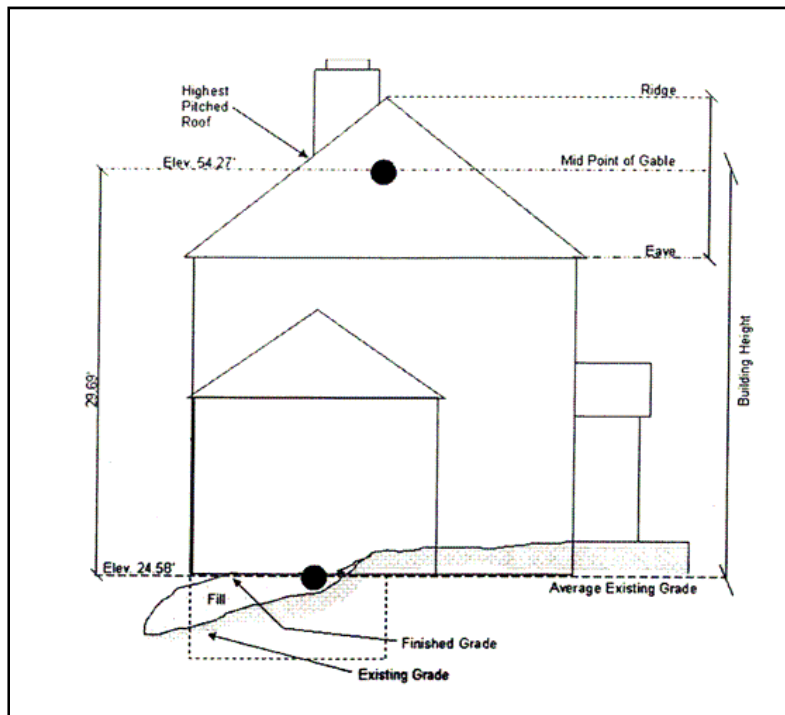 Highest
Pitched
Roof
Ridge
Elev. 54.27'
Mid Point of Gable
Eave
29.69'
Building Height
Elev. 24.58'
Average Existing Grade
Fill
Finished Grade
Existing Grade